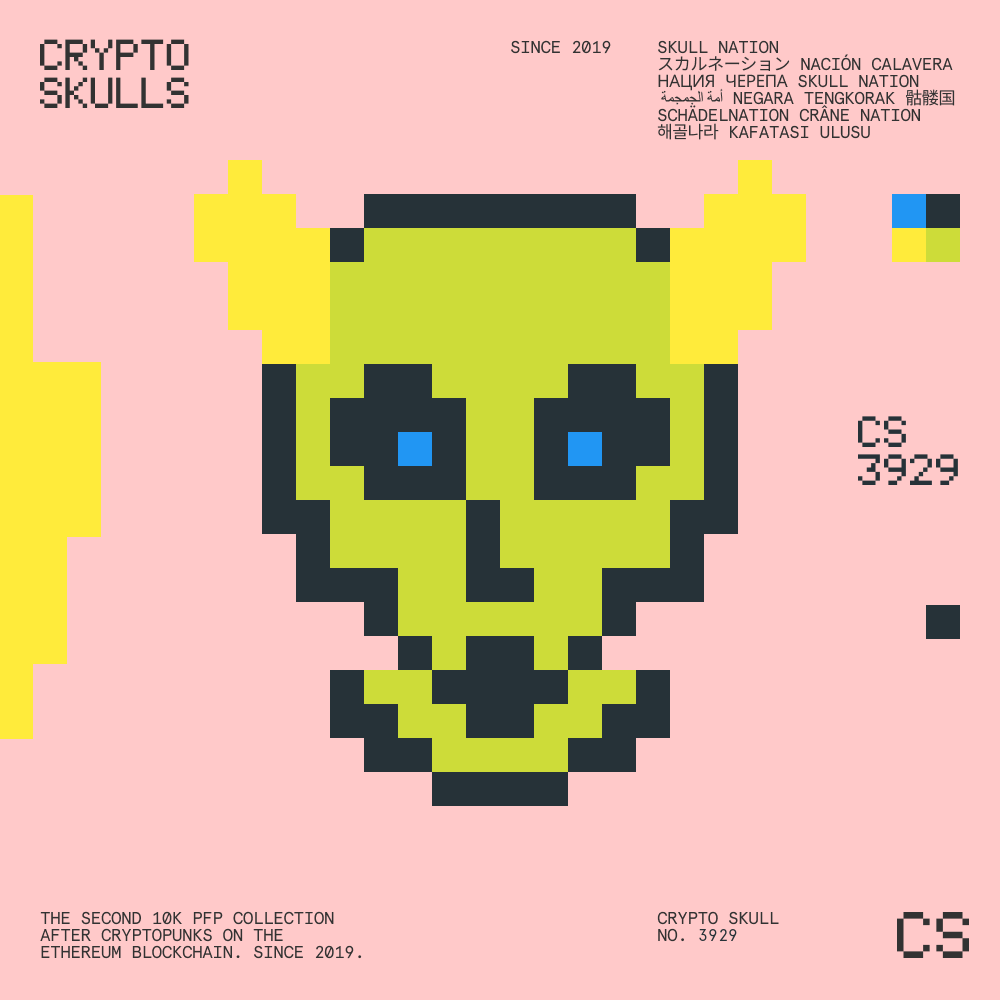 CRYPTO
SKULLS
SINCE 2019
SKULL NATION
スカルネーション NACIÓN CALAVERA
НАЦИЯ ЧЕРЕПА SKULL NATION
أمة الجمجمة NEGARA TENGKORAK 骷髅国
SCHÄDELNATION CRÂNE NATION
해골나라 KAFATASI ULUSU
CS
3929
THE SECOND 10K PFP COLLECTION
AFTER CRYPTOPUNKS ON THE
ETHEREUM BLOCKCHAIN. SINCE 2019.
CRYPTO SKULL
NO. 3929
CS